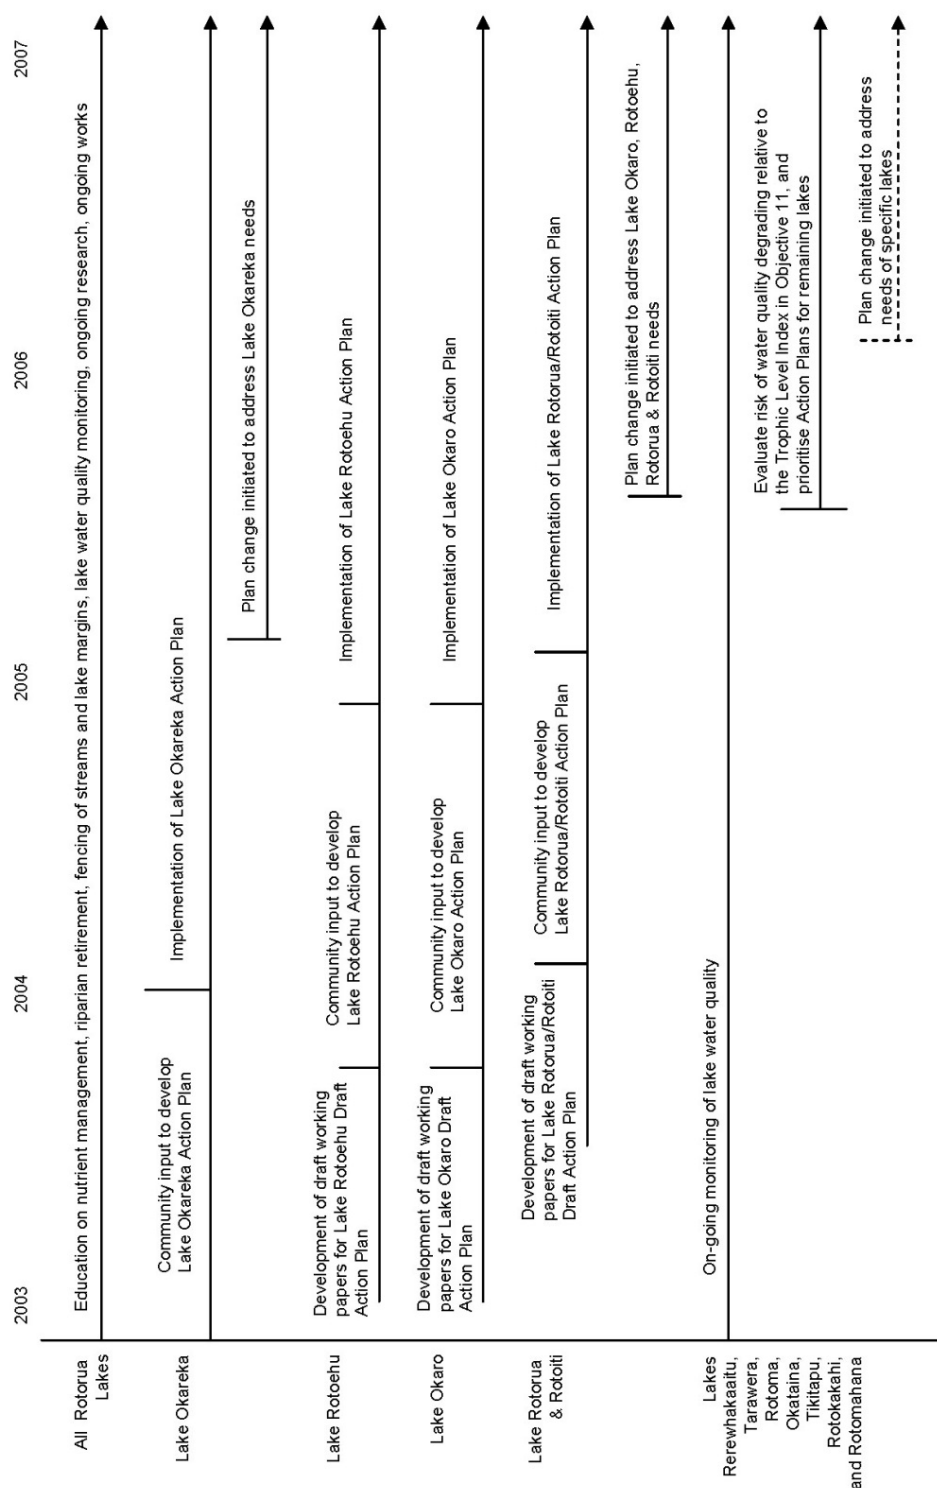 2003
2004
2005
2006
2007
All Rotorua
Lakes
Education on nutrient management, riparian retirement, fencing of streams and lake margins, lake water quality monitoring, ongoing research, ongoing works
Lake Okareka
Community input to develop
Lake Okareka Action Plan
Implementation of Lake Okareka Action Plan
Plan change initiated to address Lake Okareka needs
Lake Rotoehu
Development of draft working
papers for Lake Rotoehu Draft
Action Plan
Community input to develop
Lake Rotoehu Action Plan
Implementation of Lake Rotoehu Action Plan
Lake Okaro
Development of draft working
papers for Lake Okaro Draft
Action Plan
Community input to develop
Lake Okaro Action Plan
Implementation of Lake Okaro Action Plan
Lake Rotorua
& Rotoiti
Development of draft working
papers for Lake Rotorua/Rotoiti
Draft Action Plan
Community input to develop
Lake Rotorua/Rotoiti Action Plan
Implementation of Lake Rotorua/Rotoiti Action Plan
Plan change initiated to address Lake Okaro, Rotoehu,
Rotorua & Rotoiti needs
Lakes
Rerewhakaaitu,
Tarawera,
Rotoma,
Okataina,
Tikitapu,
Rotokakahi,
and Rotomahana
On-going monitoring of lake water quality
Evaluate risk of water quality degrading relative to
the Trophic Level Index in Objective 11, and
prioritise Action Plans for remaining lakes
Plan change initiated to address
needs of specific lakes